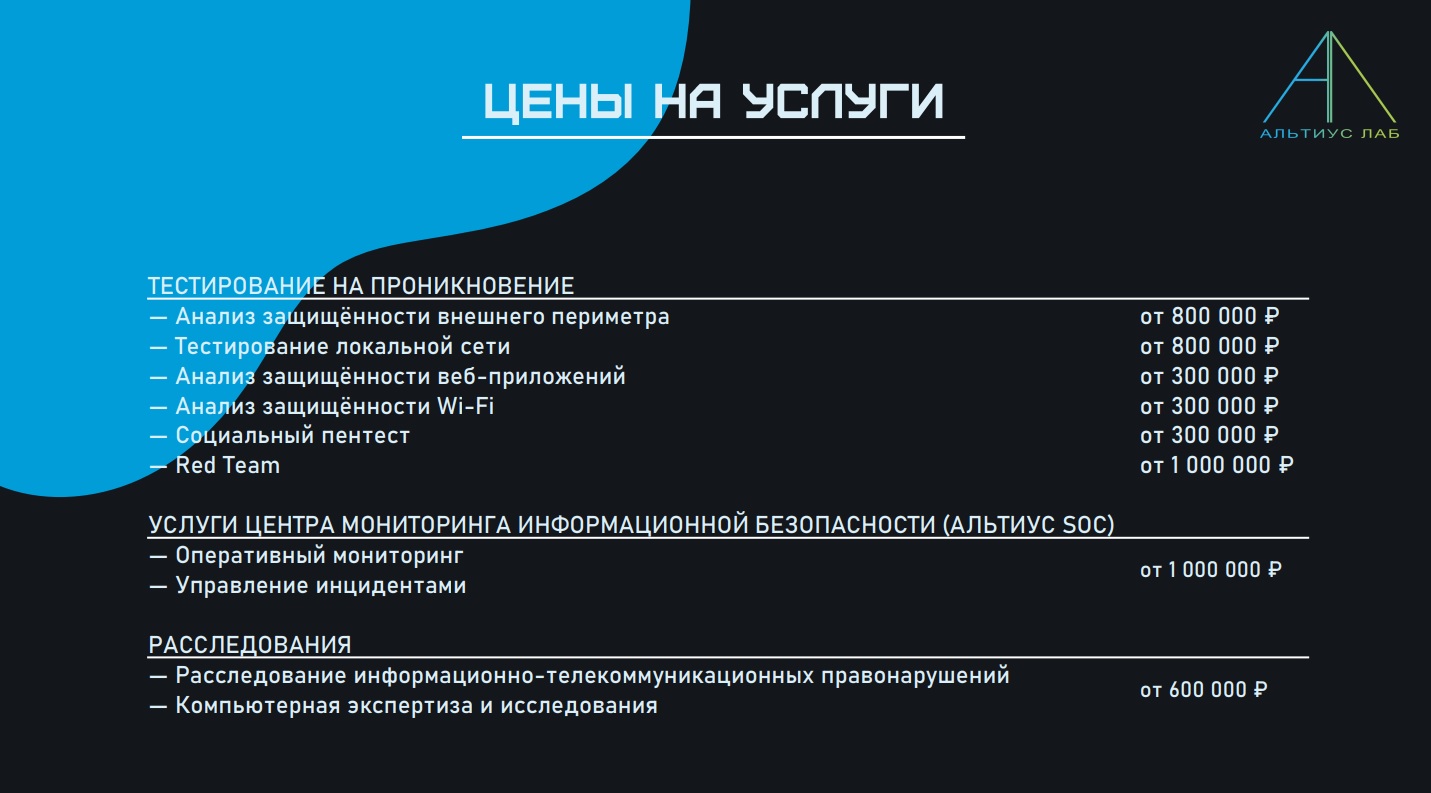 ЦЕНЫ НА УСЛУГИ
АЛЬТИУС ЛАБ
ТЕСТИРОВАНИЕ НА ПРОНИКНОВЕНИЕ
— Анализ защищённости внешнего периметра от 800 000 ₽
— Тестирование локальной сети от 800 000 ₽
— Анализ защищённости веб-приложений от 300 000 ₽
— Анализ защищённости Wi-Fi от 300 000 ₽
— Социальный пентест от 300 000 ₽
— Red Team от 1 000 000 ₽
УСЛУГИ ЦЕНТРА МОНИТОРИНГА ИНФОРМАЦИОННОЙ БЕЗОПАСНОСТИ (АЛЬТИУС SOC)
— Оперативный мониторинг
— Управление инцидентами
от 1 000 000 ₽
РАССЛЕДОВАНИЯ
— Расследование информационно-телекоммуникационных правонарушений
— Компьютерная экспертиза и исследования
от 600 000 ₽